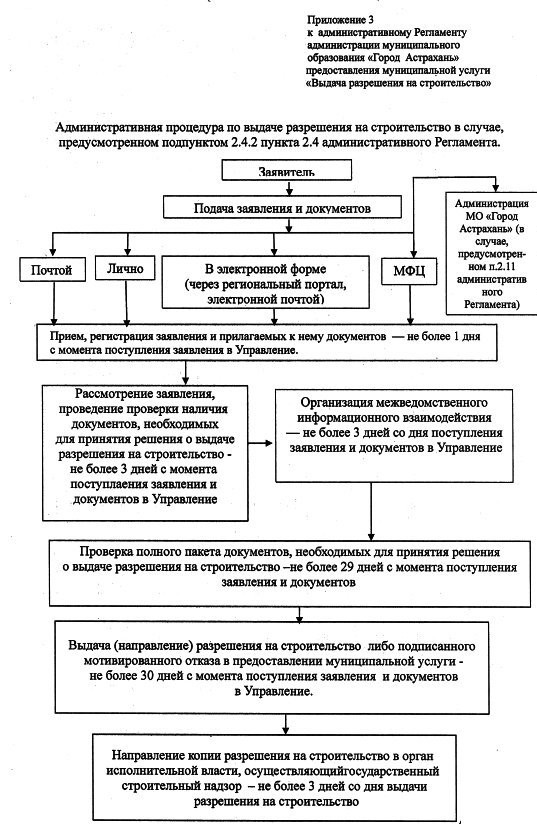 Приложение 3
к административному Регламенту
администрации муниципального
образования «Город Астрахань»
предоставления муниципальной услуги
«Выдача разрешения на строительство»
Административная процедура по выдаче разрешения на строительство в случае,
предусмотренном подпунктом 2.4.2 пункта 2.4 административного Регламента.
Заявитель
Подача заявления и документов
Администрация
МО «Город
Астрахань» (в
случае,
предусмотрен-
ном п.2.11
административ
ного
Регламента)
Почтой
Лично
В электронной форме
(через региональный портал,
электронной почтой)
МФЦ
Прием, регистрация заявления и прилагаемых к нему документов — не более 1 дня
с момента поступления заявления в Управление.
Рассмотрение заявления,
проведение проверки наличия
документов, необходимых
для принятия решения о выдаче
разрешения на строительство -
не более 3 дней с момента
поступлаения заявления и
документов в Управление
Организация межведомственного
информационного взаимодействия
— не более 3 дней со дня поступления
заявления и документов в Управление
Проверка полного пакета документов, необходимых для принятия решения
о выдаче разрешения на строительство –не более 29 дней с момента поступления
заявления и документов
Выдача (направление) разрешения на строительство либо подписанного
мотивированного отказа в предоставлении муниципальной услуги -
не более 30 дней с момента поступления заявления и документов
в Управление.
Направление копии разрешения на строительство в орган
исполнительной власти, осуществляющийгосударственный
строительный надзор – не более 3 дней со дня выдачи
разрешения на строительство